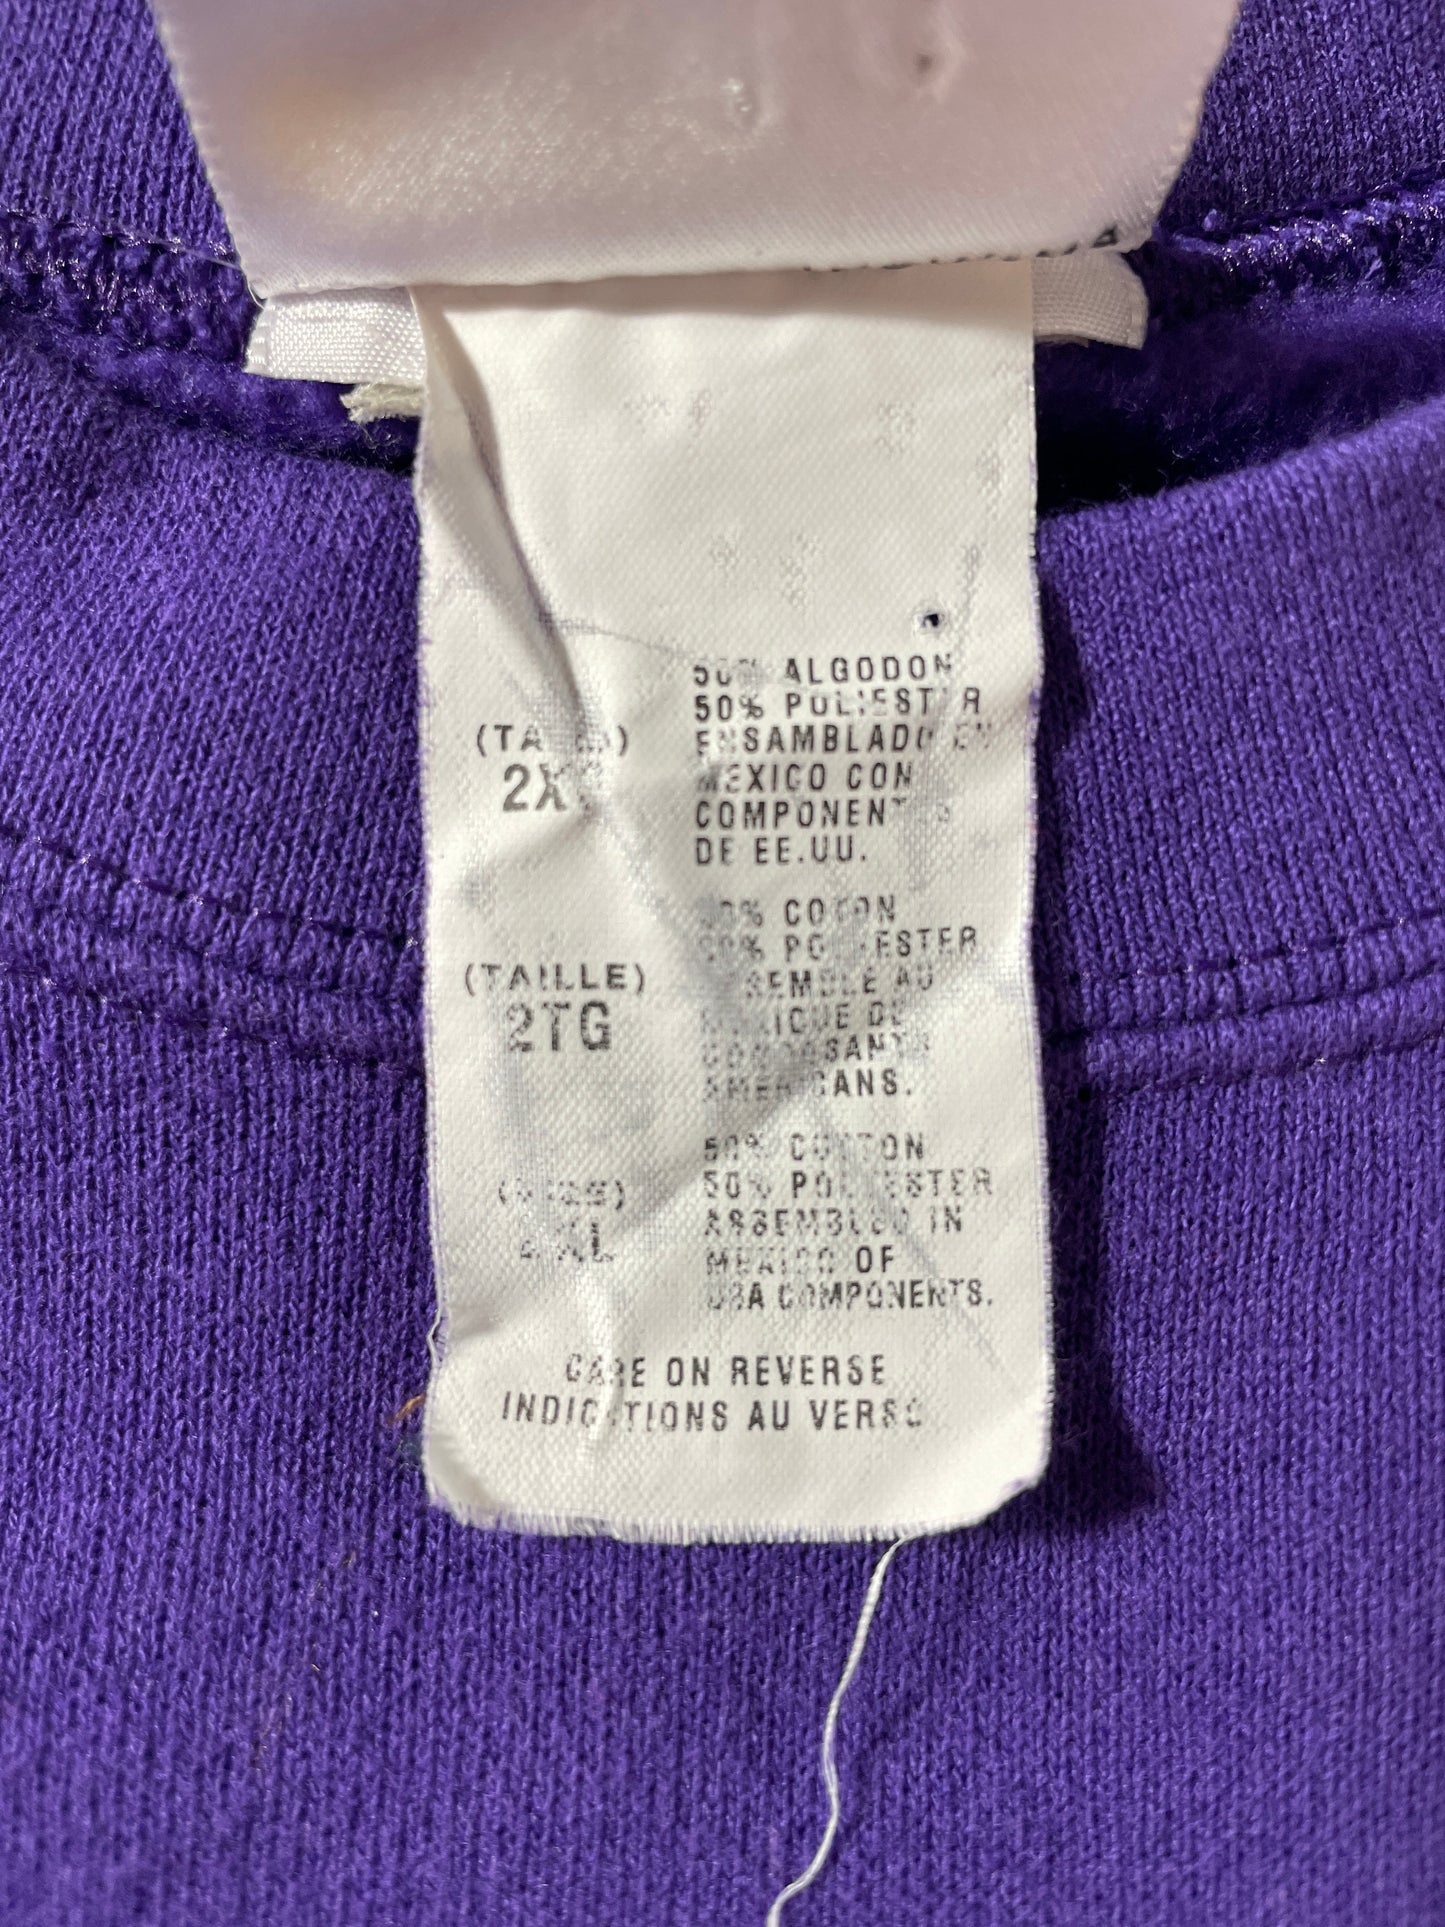 50% ALGODON
50% POLIESTER
ENSAMBLADO EN
MEXICO CON
COMPONENTES
DE EE.UU.
(TALLA)
50% COTON
50% POLYESTER
ASSEMBLE AU
MEXIQUE DE
COMPOSANTS
AMERICANS.
(TAILLE)
2TG
50% COTTON
50% POLYESTER
ASSEMBLED IN
MEXICO OF
USA COMPONENTS.
(SIZE)
2XL
CARE ON REVERSE
INDICATIONS AU VERSO